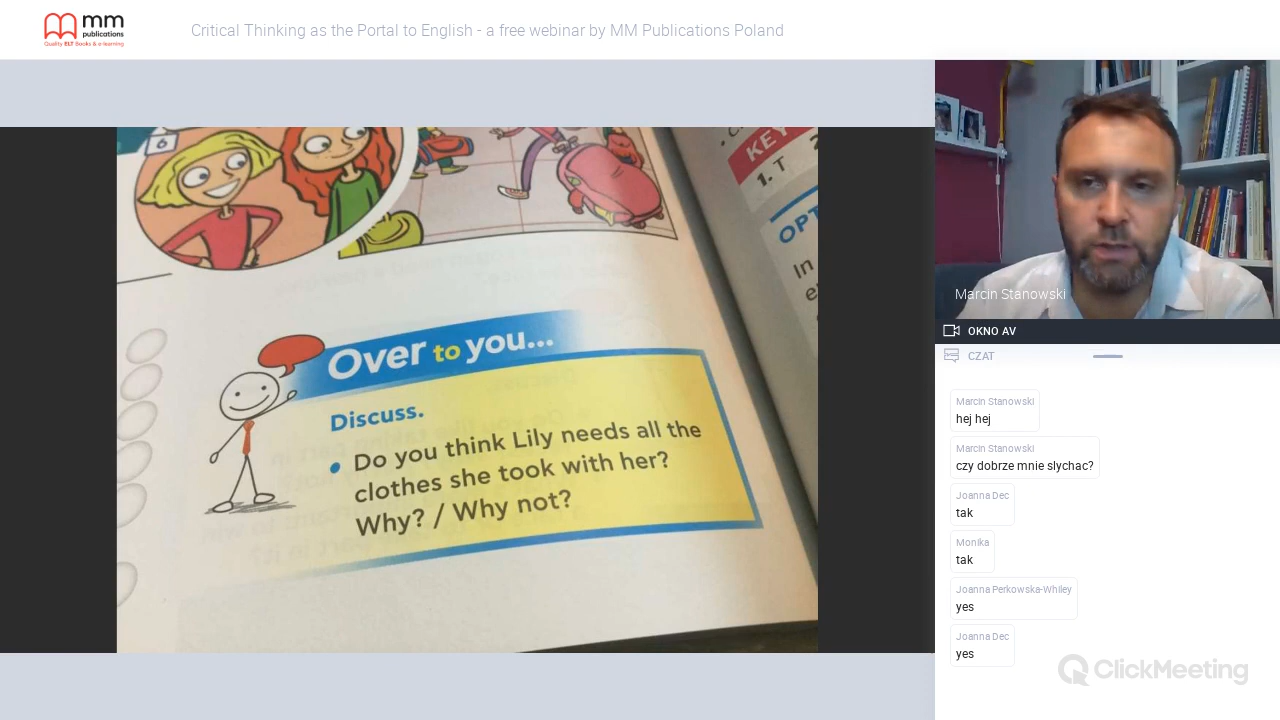 mm
publications
Quality ELT Books & e-learning
Critical Thinking as the Portal to English - a free webinar by MM Publications Poland
6
KEY
1. T
OPT
In
Over to you...
Discuss.
• Do you think Lily needs all the
clothes she took with her?
Why? / Why not?
Marcin Stanowski
OKNO AV
CZAT
Marcin Stanowski
hej hej
Marcin Stanowski
czy dobrze mnie slychac?
Joanna Dec
tak
Monika
tak
Joanna Perkowska-Whiley
yes
Joanna Dec
yes
ClickMeeting